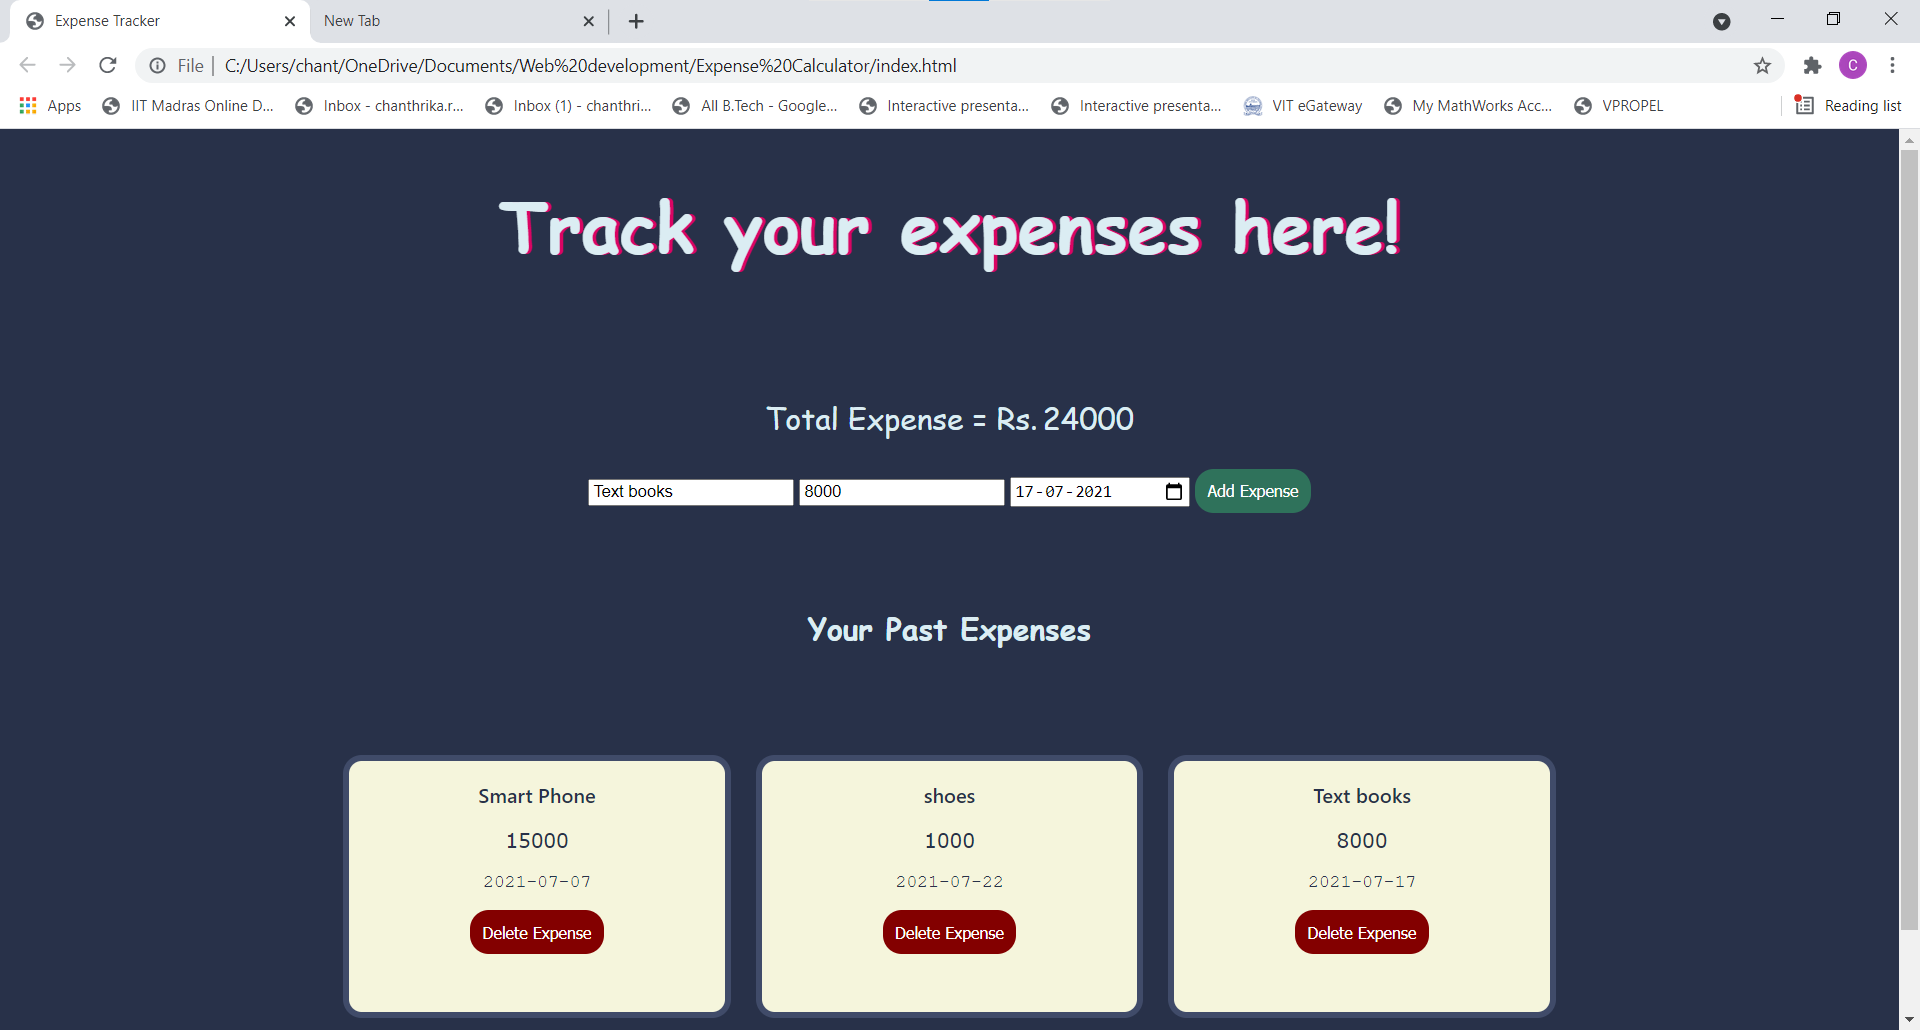 Expense Tracker New Tab
File C:/Users/chant/OneDrive/Documents/Web%20development/Expense%20Calculator/index.html C
Apps IIT Madras Online D... Inbox - chanthrika.r... Inbox (1) - chanthri... All B.Tech - Google... Interactive presenta... Interactive presenta... VIT eGateway My MathWorks Acc... VPROPEL Reading list
Track your expenses here!
Total Expense = Rs. 24000
Text books 8000 17-07-2021 Add Expense
Your Past Expenses
Smart Phone shoes Text books
15000 1000 8000
2021-07-07 2021-07-22 2021-07-17
Delete Expense Delete Expense Delete Expense